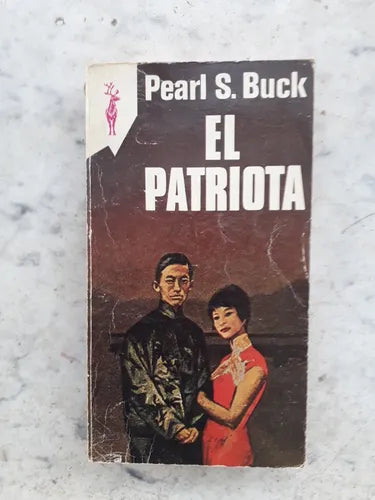 Pearl S. Buck
EL
PATRIOTA